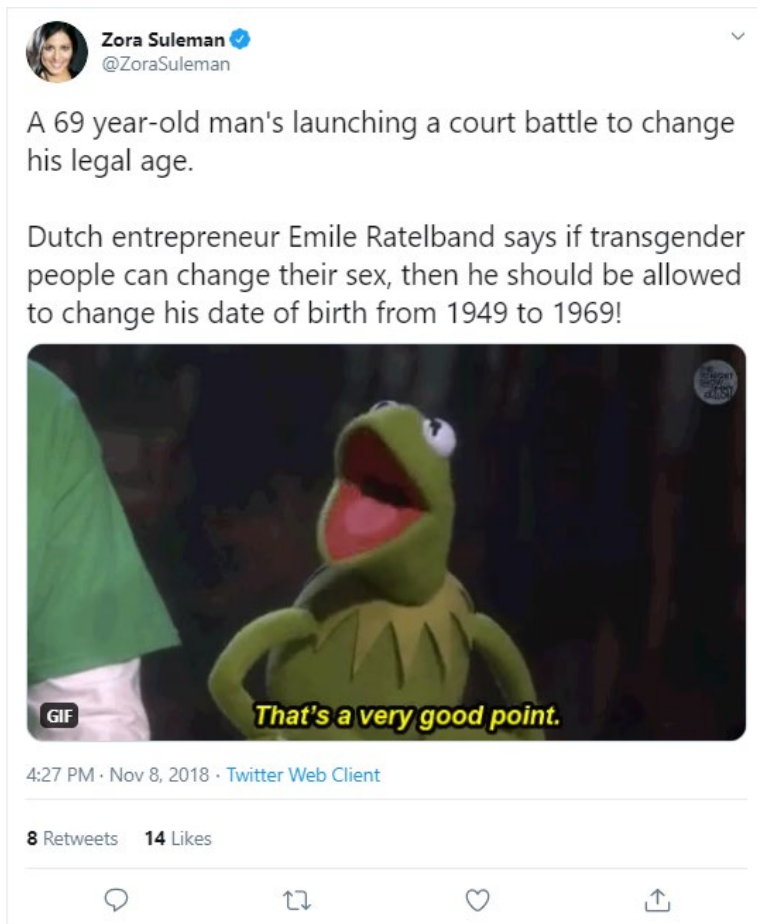 Zora Suleman
@ZoraSuleman
A 69 year-old man's launching a court battle to change
his legal age.
Dutch entrepreneur Emile Ratelband says if transgender
people can change their sex, then he should be allowed
to change his date of birth from 1949 to 1969!
GIF
That's a very good point.
4:27 PM · Nov 8, 2018 · Twitter Web Client
8 Retweets 14 Likes